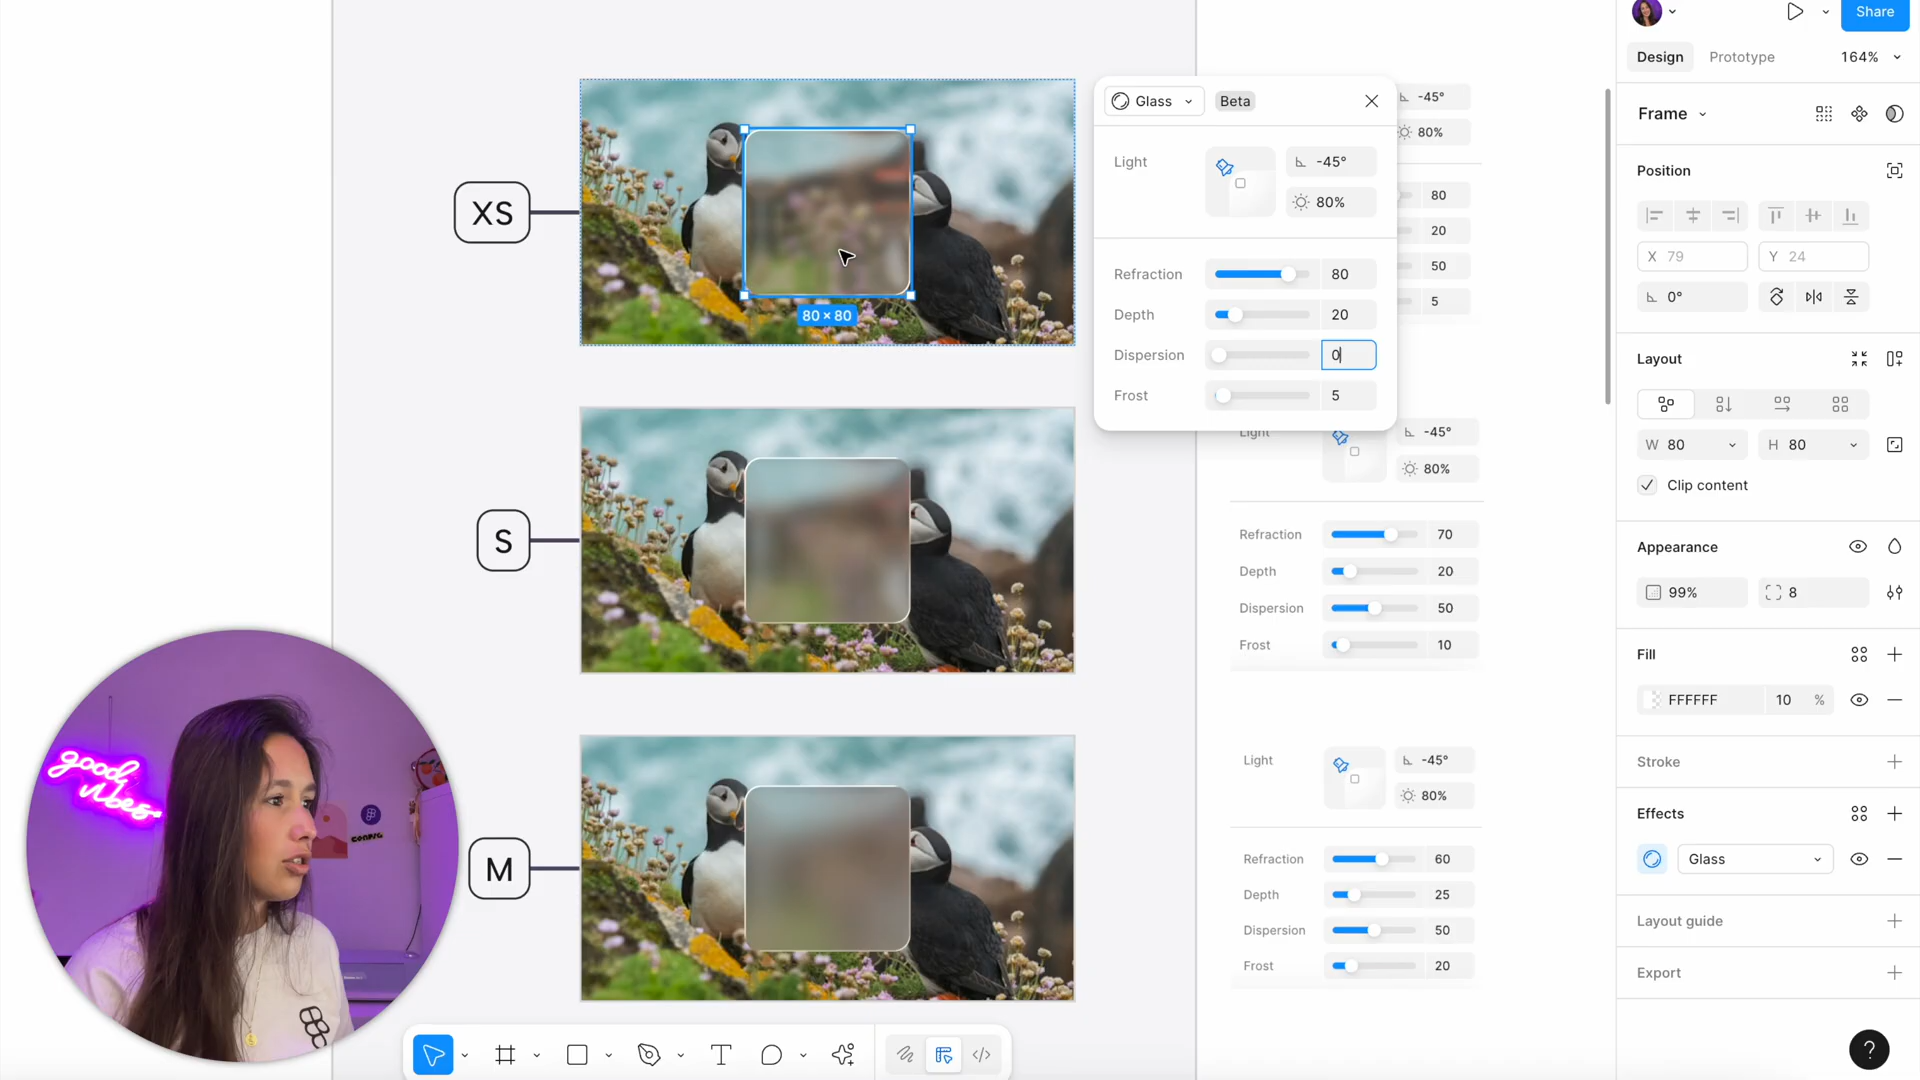 Share
Design
Prototype
164%
Glass
Beta
-45°
80%
Light
-45°
80%
Refraction
80
Depth
20
Dispersion
0
Frost
5
80
20
50
5
XS
80 × 80
Light
-45°
80%
Refraction
70
Depth
20
Dispersion
50
Frost
10
S
Light
-45°
80%
Refraction
60
Depth
25
Dispersion
50
Frost
20
M
good
vibes
CONFIG
Frame
Position
X 79
Y 24
0°
Layout
W 80
H 80
Clip content
Appearance
99%
8
Fill
FFFFFF
10 %
Stroke
Effects
Glass
Layout guide
Export
T
</>
?